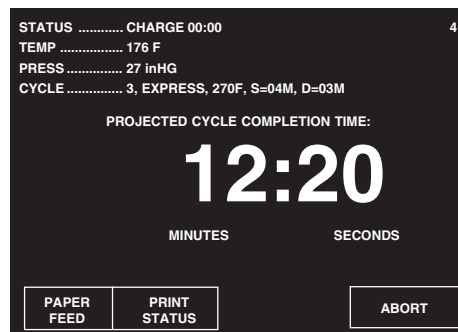 STATUS ............ CHARGE 00:00 4
TEMP ................. 176 F
PRESS ............... 27 inHG
CYCLE ............... 3, EXPRESS, 270F, S=04M, D=03M
PROJECTED CYCLE COMPLETION TIME:
12:20
MINUTES SECONDS
PAPER FEED
PRINT STATUS
ABORT